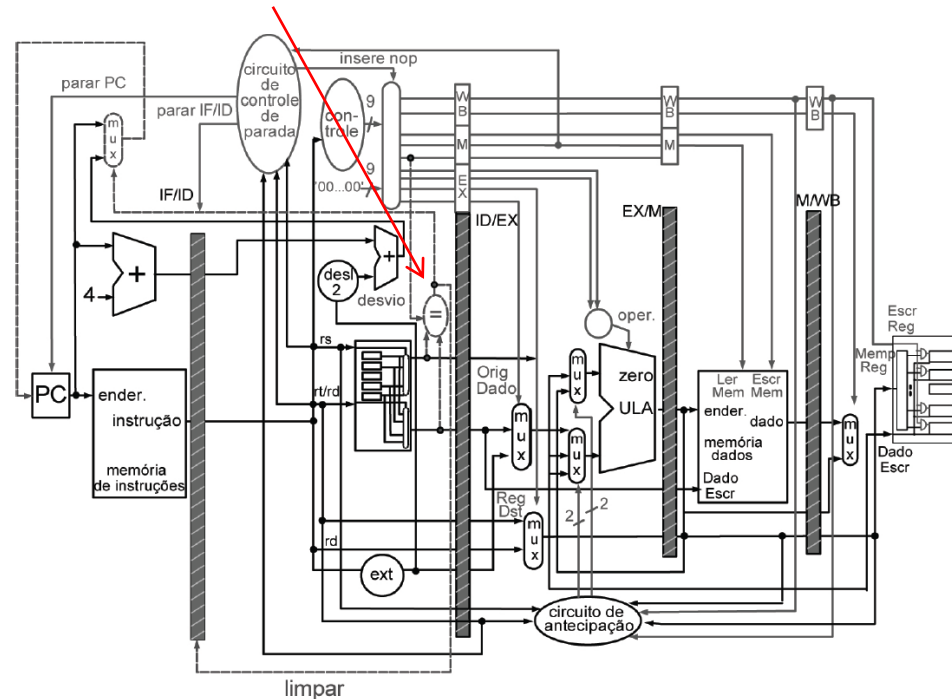 insere nop
parar PC
circuito
de
controle
de
parada
parar IF/ID
con-
trole
9
9
'00...00'
W
B
M
EX
W
B
M
W
B
m
u
x
IF/ID
ID/EX
EX/M
M/WB
+
4
+
desl
2
desvio
=
oper.
Escr
Reg
Memp
Reg
rs
rt/rd
rd
Orig
Dado
m
u
x
m
u
x
m
u
x
zero
ULA
Ler
Mem
Escr
Mem
ender.
dado
memória
dados
Dado
Escr
m
u
x
Dado
Escr
PC
ender.
instrução
memória
de instruções
Reg
Dst
m
u
x
2
2
ext
circuito de
antecipação
limpar